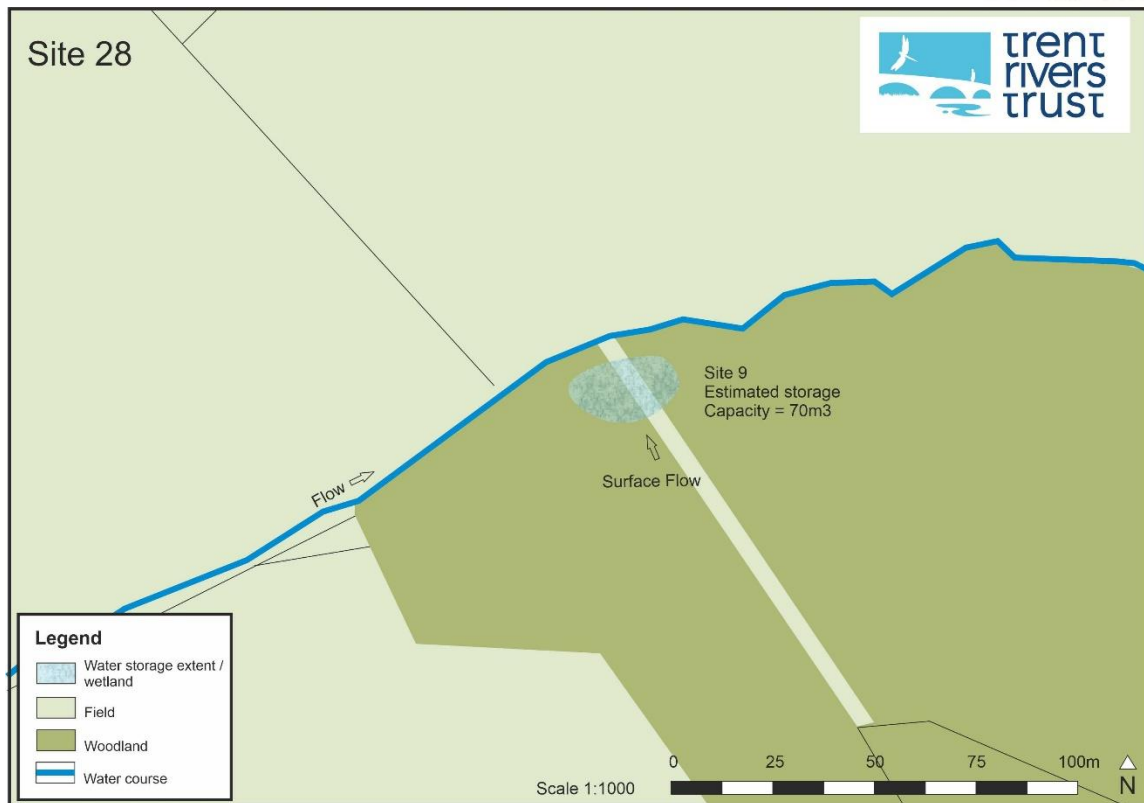 Site 28
trent
rivers
trust
Site 9
Estimated storage
Capacity = 70m3
Surface Flow
Flow
Legend
Water storage extent /
wetland
Field
Woodland
Water course
0 25 50 75 100m
Scale 1:1000
N